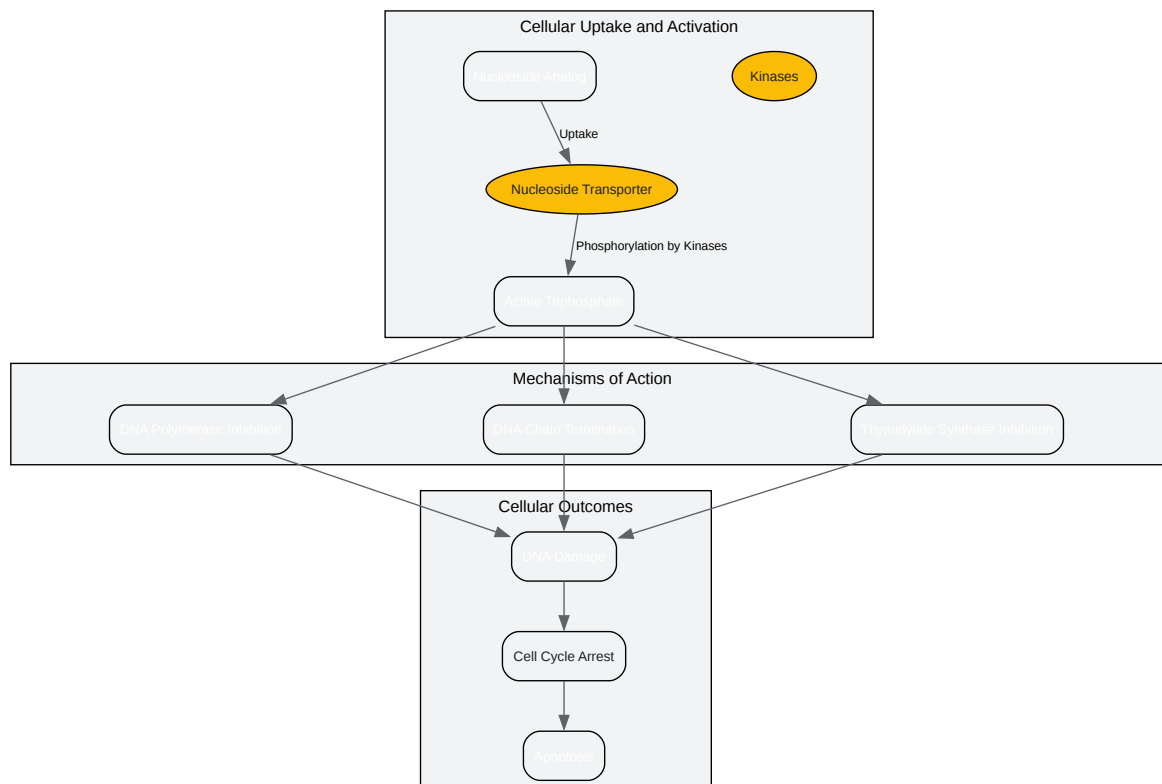 Cellular Uptake and Activation
Nucleoside Analog
Kinases
Uptake
Nucleoside Transporter
Phosphorylation by Kinases
Active Triphosphate
Mechanisms of Action
DNA Polymerase Inhibition
DNA Chain Termination
Thymidylate Synthase Inhibition
Cellular Outcomes
DNA Damage
Cell Cycle Arrest
Apoptosis